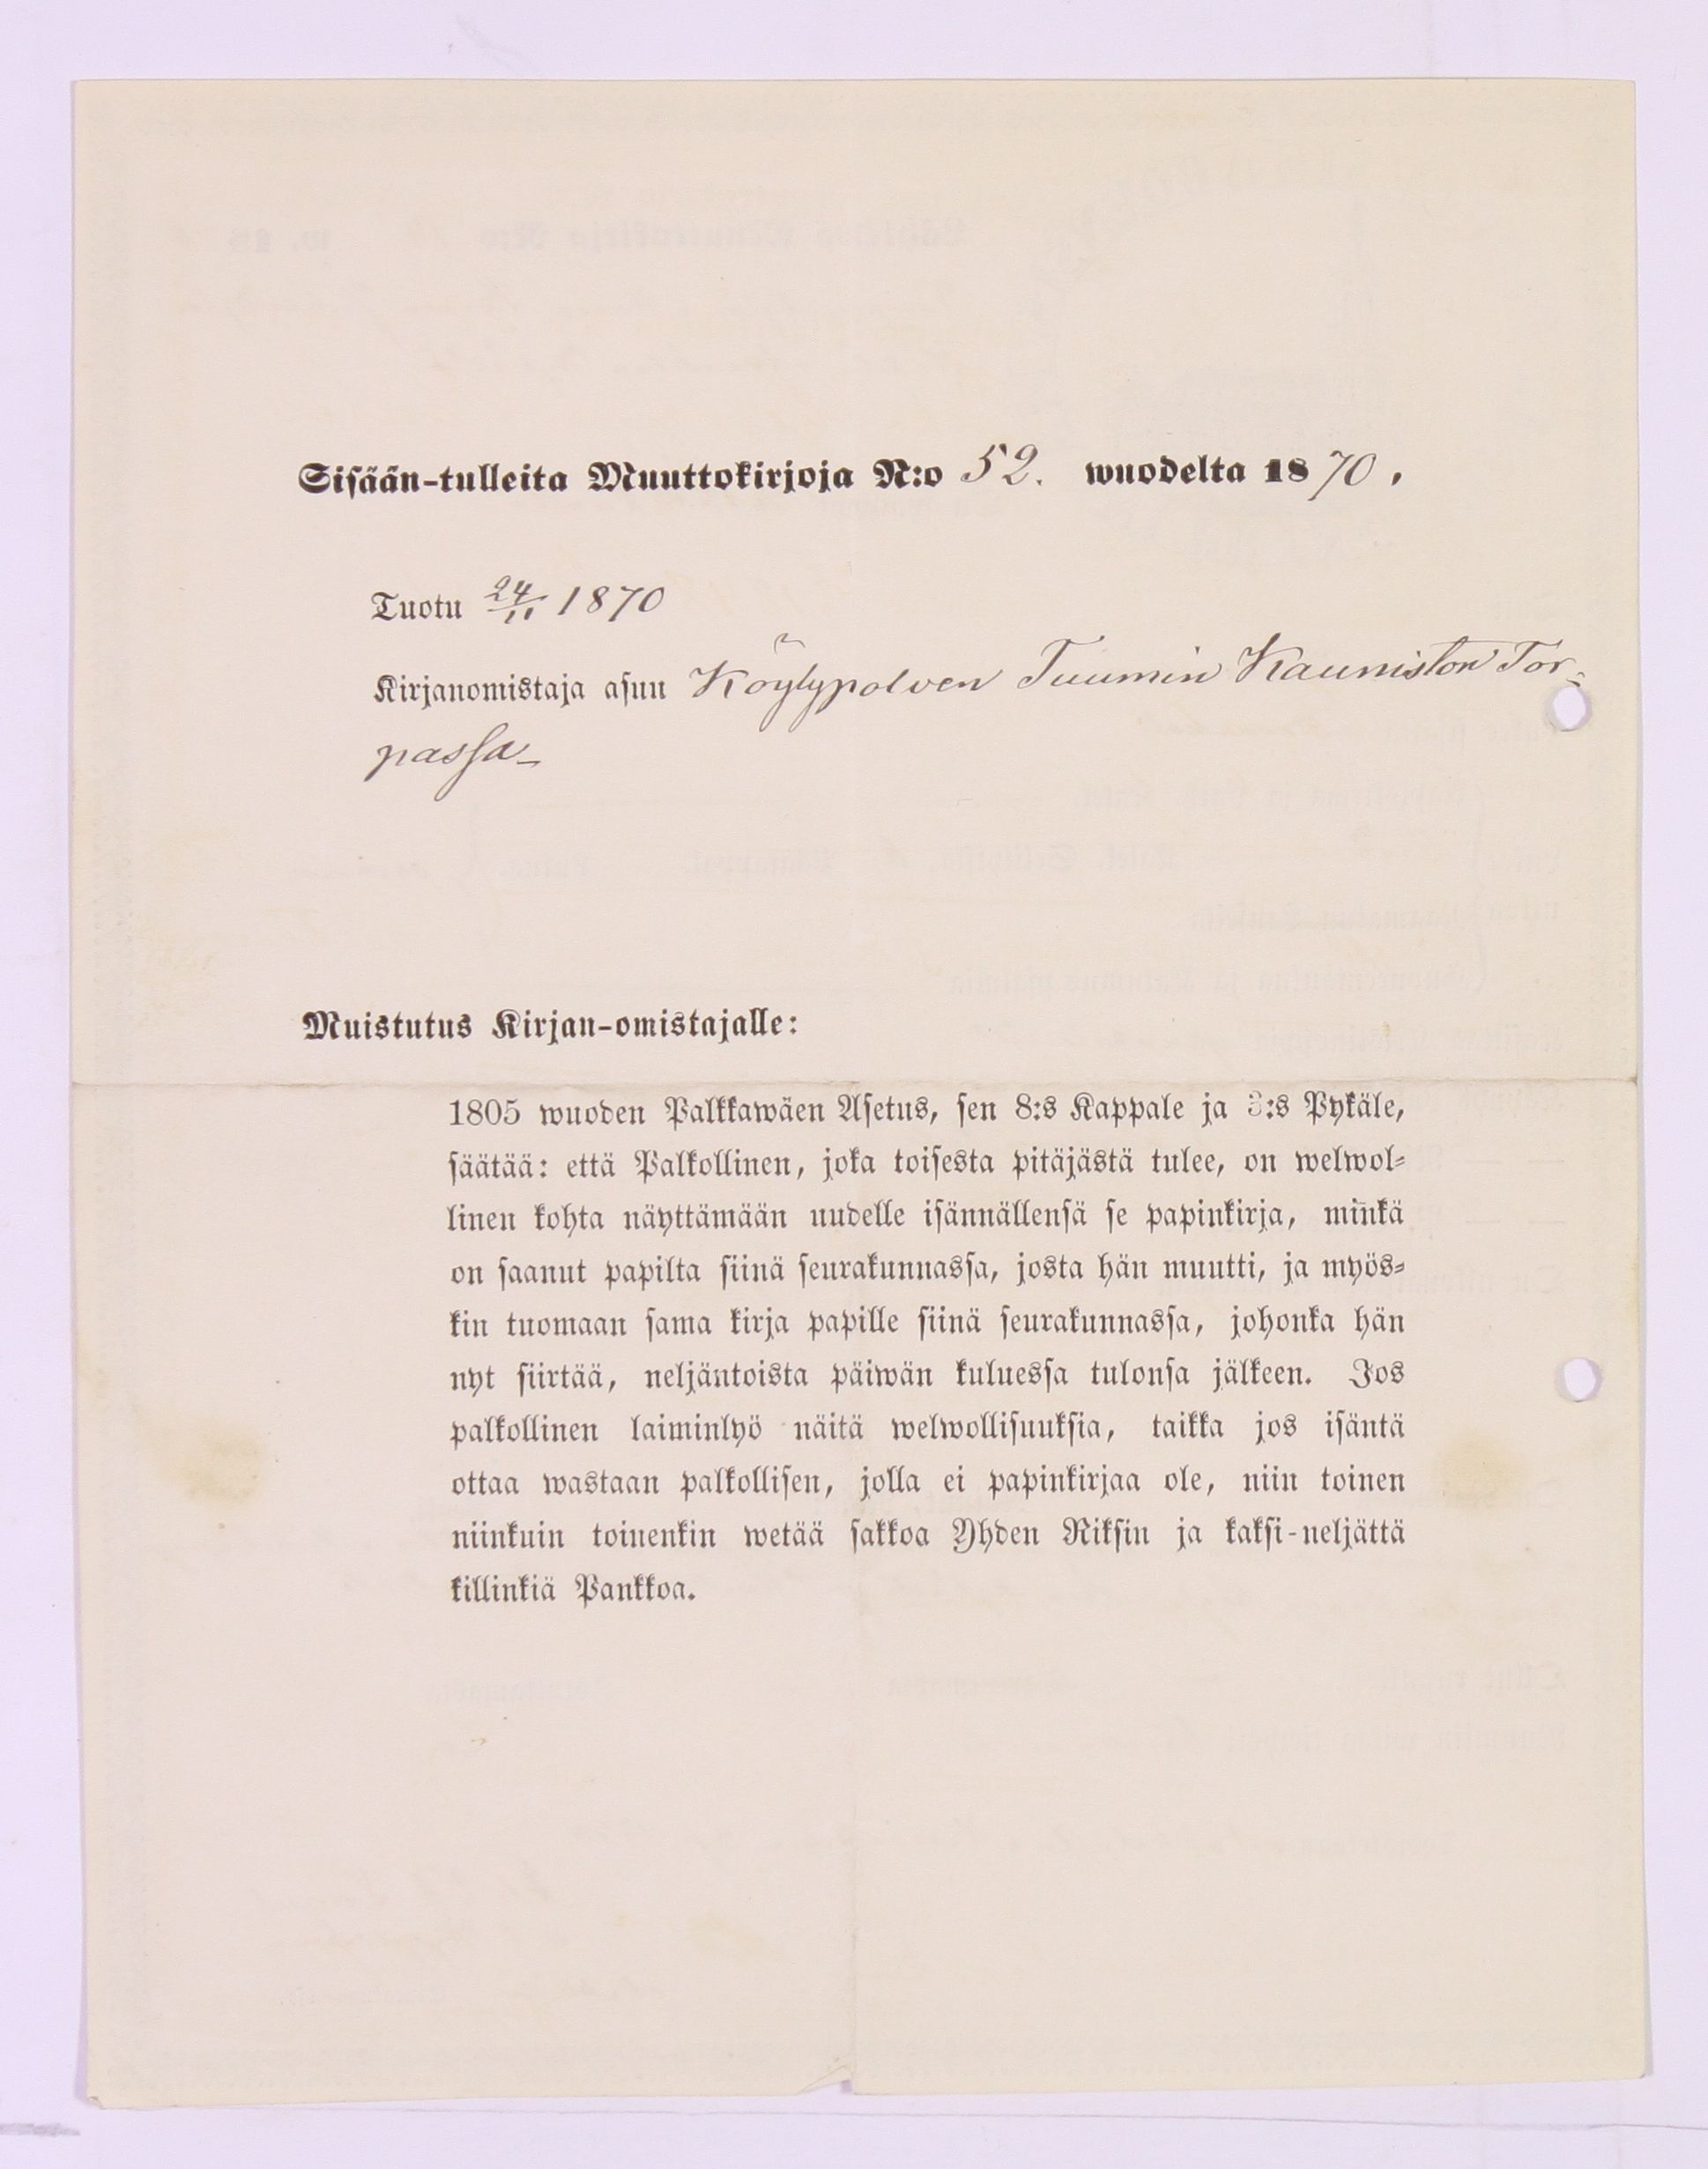 Sisään-tulleita Muuttokirjoja N:o 52. wuodelta 1870.
Tuotu 24/11 1870
Kirjanomistaja asuu Köylypolven Tuumin Kauniston Tor-
passa
Muistutus Kirjan-omistajalle:
1805 wuoden Palkkawäen Asetus, sen 8:s Kappale ja 3:s Pykäle,
säätää: että Palkollinen, joka toisesta pitäjästä tulee, on welwol-
linen kohta näyttämään uudelle isännällensä se papinkirja, min̄kä
on saanut papilta siinä seurakunnassa, josta hän muutti, ja myös-
kin tuomaan sama kirja papille siinä seurakunnassa, johonka hän
nyt siirtää, neljäntoista päiwän kuluessa tulonsa jälkeen. Jos
palkollinen laiminlyö näitä welwollisuuksia, taikka jos isäntä
ottaa wastaan palkollisen, jolla ei papinkirjaa ole, niin toinen
niinkuin toinenkin wetää sakkoa Yhden Riksin ja kaksi-neljättä
killinkiä Pankkoa.